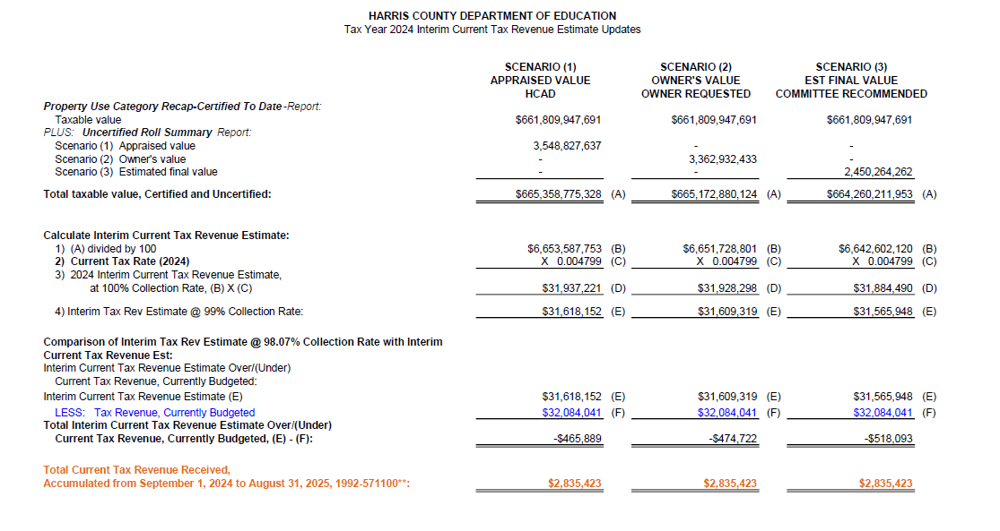 HARRIS COUNTY DEPARTMENT OF EDUCATION
Tax Year 2024 Interim Current Tax Revenue Estimate Updates
SCENARIO (1) SCENARIO (2) SCENARIO (3)
APPRAISED VALUE OWNER'S VALUE EST FINAL VALUE
HCAD OWNER REQUESTED COMMITTEE RECOMMENDED
Property Use Category Recap-Certified To Date-Report:
Taxable value $661,809,947,691 $661,809,947,691 $661,809,947,691
PLUS: Uncertified Roll Summary Report:
Scenario (1) Appraised value 3,548,827,637 - -
Scenario (2) Owner's value - 3,362,932,433 -
Scenario (3) Estimated final value - - 2,450,264,262
Total taxable value, Certified and Uncertified: $665,358,775,328 (A) $665,172,880,124 (A) $664,260,211,953 (A)
Calculate Interim Current Tax Revenue Estimate:
1) (A) divided by 100 $6,653,587,753 (B) $6,651,728,801 (B) $6,642,602,120 (B)
2) Current Tax Rate (2024) X 0.004799 (C) X 0.004799 (C) X 0.004799 (C)
3) 2024 Interim Current Tax Revenue Estimate,
at 100% Collection Rate, (B) X (C) $31,937,221 (D) $31,928,298 (D) $31,884,490 (D)
4) Interim Tax Rev Estimate @ 99% Collection Rate: $31,618,152 (E) $31,609,319 (E) $31,565,948 (E)
Comparison of Interim Tax Rev Estimate @ 98.07% Collection Rate with Interim
Current Tax Revenue Est:
Interim Current Tax Revenue Estimate Over/(Under)
Current Tax Revenue, Currently Budgeted:
Interim Current Tax Revenue Estimate (E) $31,618,152 (E) $31,609,319 (E) $31,565,948 (E)
LESS: Tax Revenue, Currently Budgeted $32,084,041 (F) $32,084,041 (F) $32,084,041 (F)
Total Interim Current Tax Revenue Estimate Over/(Under)
Current Tax Revenue, Currently Budgeted, (E) - (F): -$465,889 -$474,722 -$518,093
Total Current Tax Revenue Received,
Accumulated from September 1, 2024 to August 31, 2025, 1992-571100**: $2,835,423 $2,835,423 $2,835,423